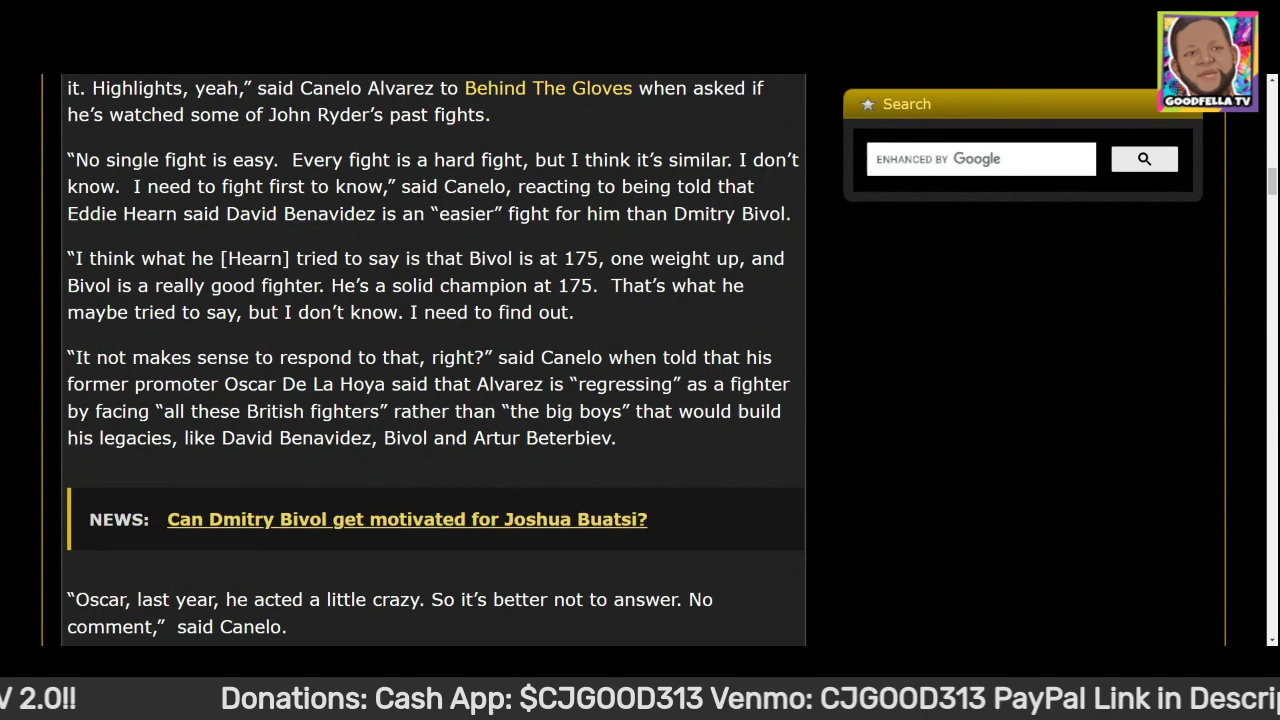 it. Highlights, yeah,” said Canelo Alvarez to Behind The Gloves when asked if
he’s watched some of John Ryder’s past fights.
“No single fight is easy.  Every fight is a hard fight, but I think it’s similar. I don’t
know.  I need to fight first to know,” said Canelo, reacting to being told that
Eddie Hearn said David Benavidez is an “easier” fight for him than Dmitry Bivol.
“I think what he [Hearn] tried to say is that Bivol is at 175, one weight up, and
Bivol is a really good fighter. He’s a solid champion at 175.  That’s what he
maybe tried to say, but I don’t know. I need to find out.
“It not makes sense to respond to that, right?” said Canelo when told that his
former promoter Oscar De La Hoya said that Alvarez is “regressing” as a fighter
by facing “all these British fighters” rather than “the big boys” that would build
his legacies, like David Benavidez, Bivol and Artur Beterbiev.
NEWS: Can Dmitry Bivol get motivated for Joshua Buatsi?
“Oscar, last year, he acted a little crazy. So it’s better not to answer. No
comment,”  said Canelo.
Search
ENHANCED BY Google
GOODFELLA TV
V 2.0!! Donations: Cash App: $CJGOOD313 Venmo: CJGOOD313 PayPal Link in Descrip